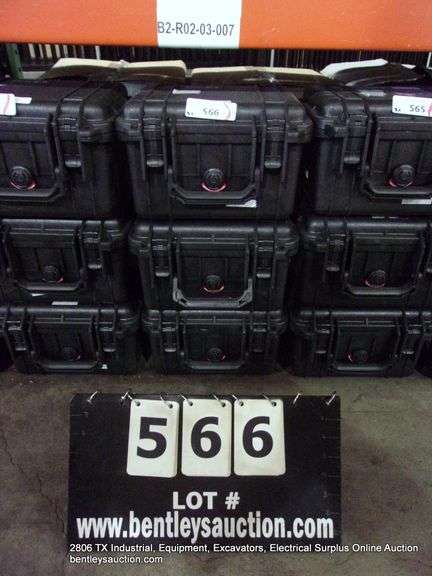 B2-R02-03-007
566
565
566
LOT #
www.bentleysauction.com
2806 TX Industrial, Equipment, Excavators, Electrical Surplus Online Auction
bentleysauction.com